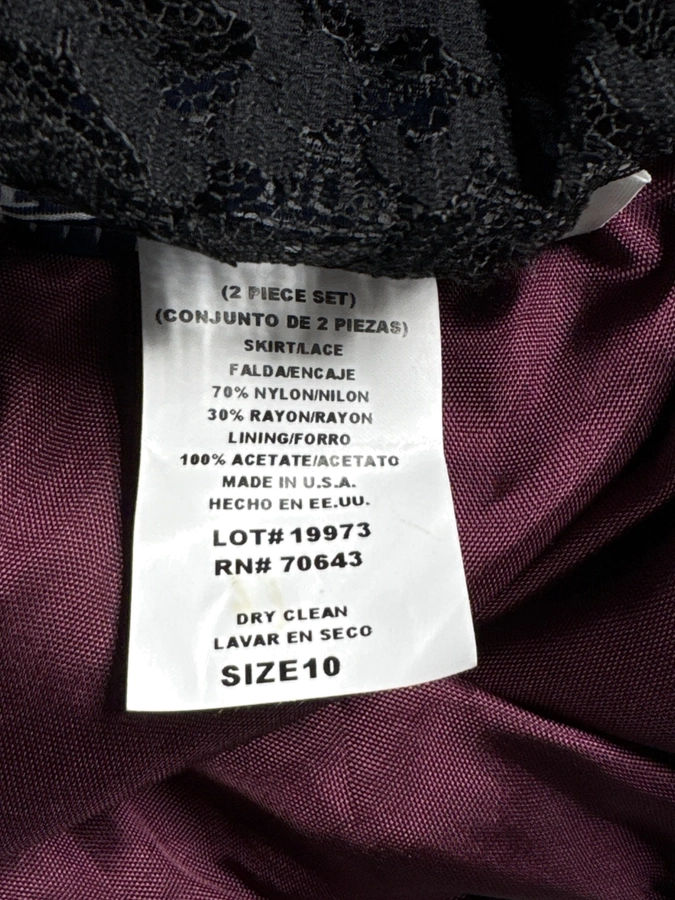 (2 PIECE SET)
(CONJUNTO DE 2 PIEZAS)
SKIRT/LACE
FALDA/ENCAJE
70% NYLON/NILON
30% RAYON/RAYON
LINING/FORRO
100% ACETATE/ACETATO
MADE IN U.S.A.
HECHO EN EE.UU.
LOT# 19973
RN# 70643
DRY CLEAN
LAVAR EN SECO
SIZE10